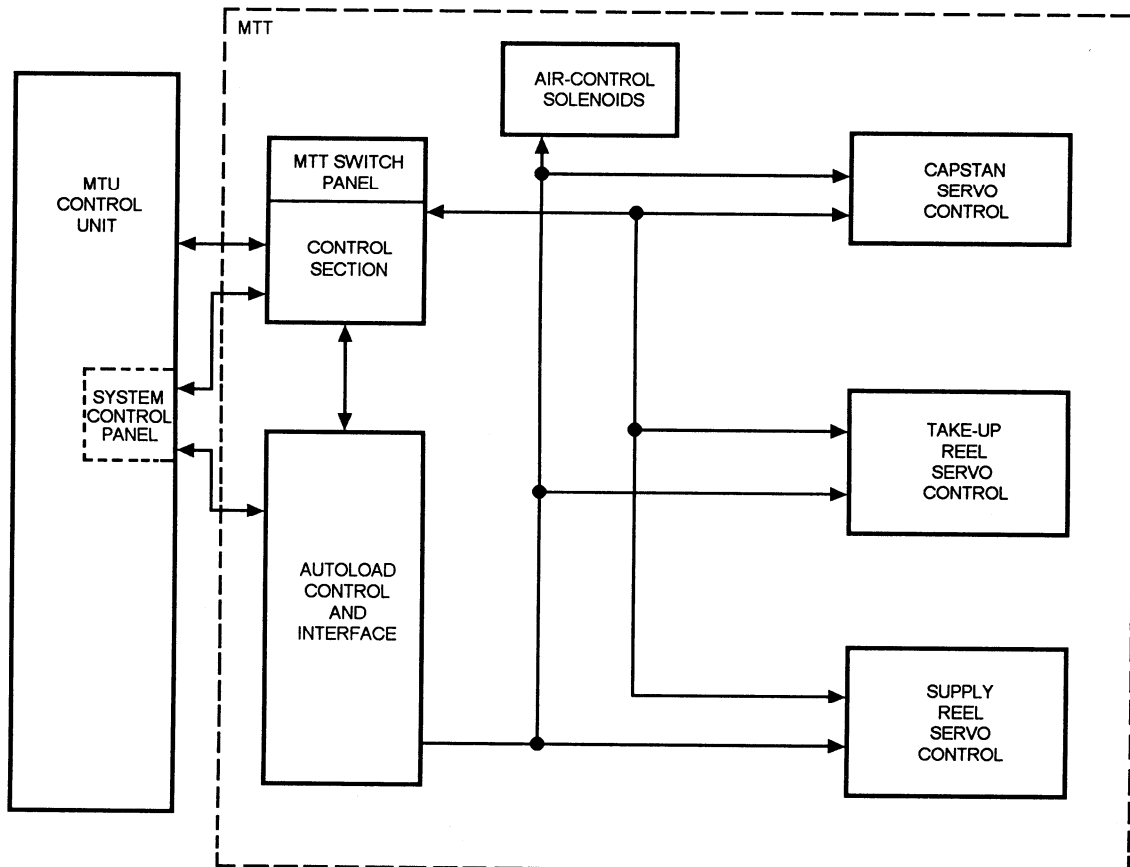 MTT
AIR-CONTROL
SOLENOIDS
MTU
CONTROL
UNIT
MTT SWITCH
PANEL
CONTROL
SECTION
CAPSTAN
SERVO
CONTROL
SYSTEM
CONTROL
PANEL
TAKE-UP
REEL
SERVO
CONTROL
AUTOLOAD
CONTROL
AND
INTERFACE
SUPPLY
REEL
SERVO
CONTROL